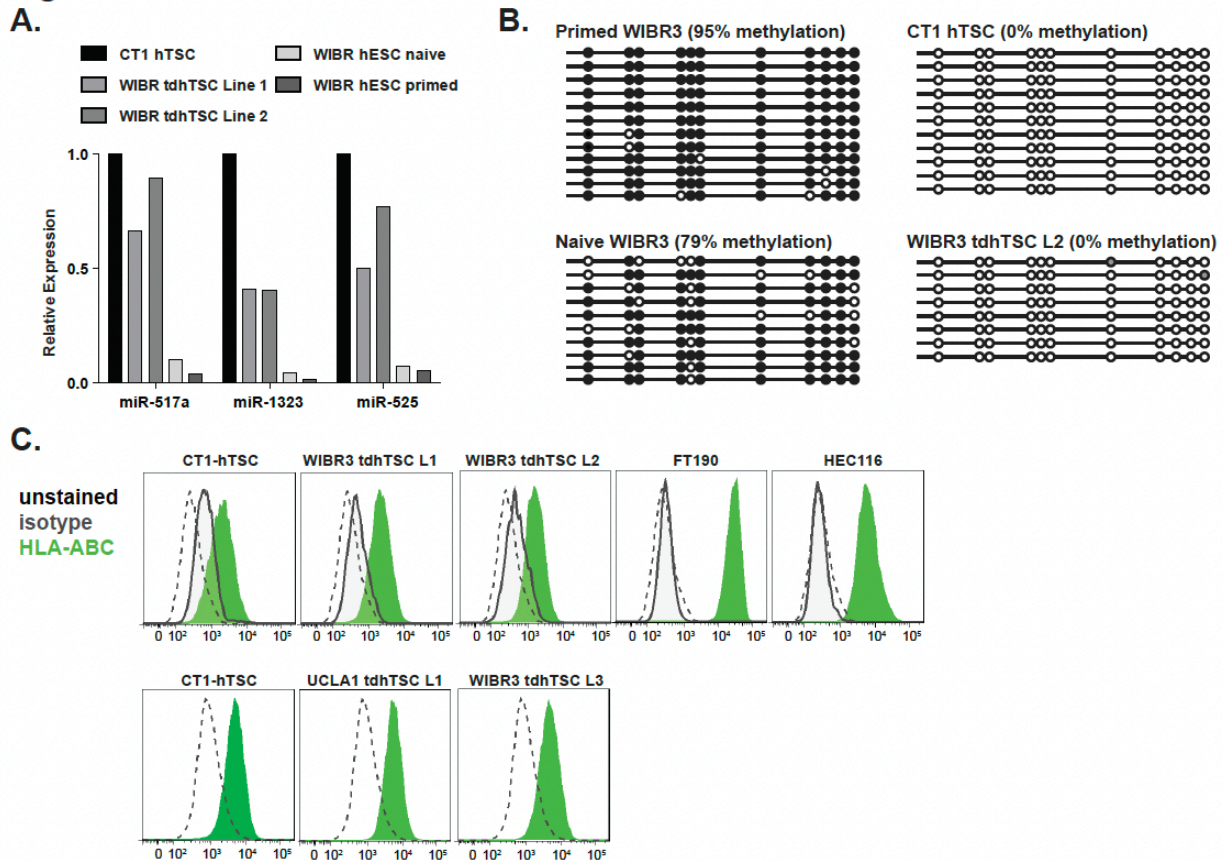 A.
CT1 hTSC
WIBR hESC naive
WIBR tdhTSC Line 1
WIBR hESC primed
WIBR tdhTSC Line 2
Relative Expression
1.0
0.5
0.0
miR-517a
miR-1323
miR-525
B.
Primed WIBR3 (95% methylation)
CT1 hTSC (0% methylation)
Naive WIBR3 (79% methylation)
WIBR3 tdhTSC L2 (0% methylation)
C.
unstained
isotype
HLA-ABC
CT1-hTSC
WIBR3 tdhTSC L1
WIBR3 tdhTSC L2
FT190
HEC116
0 10² 10³ 10⁴ 10⁵
0 10² 10³ 10⁴ 10⁵
0 10² 10³ 10⁴ 10⁵
0 10² 10³ 10⁴ 10⁵
0 10² 10³ 10⁴ 10⁵
CT1-hTSC
UCLA1 tdhTSC L1
WIBR3 tdhTSC L3
0 10² 10³ 10⁴ 10⁵
0 10² 10³ 10⁴ 10⁵
0 10² 10³ 10⁴ 10⁵